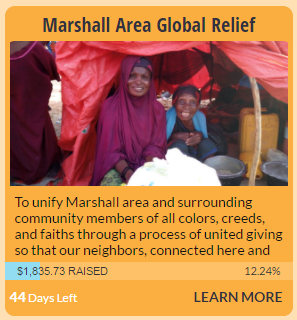 Marshall Area Global Relief
To unify Marshall area and surrounding
community members of all colors, creeds,
and faiths through a process of united giving
so that our neighbors, connected here and
$1,835.73 RAISED 12.24%
44 Days Left LEARN MORE